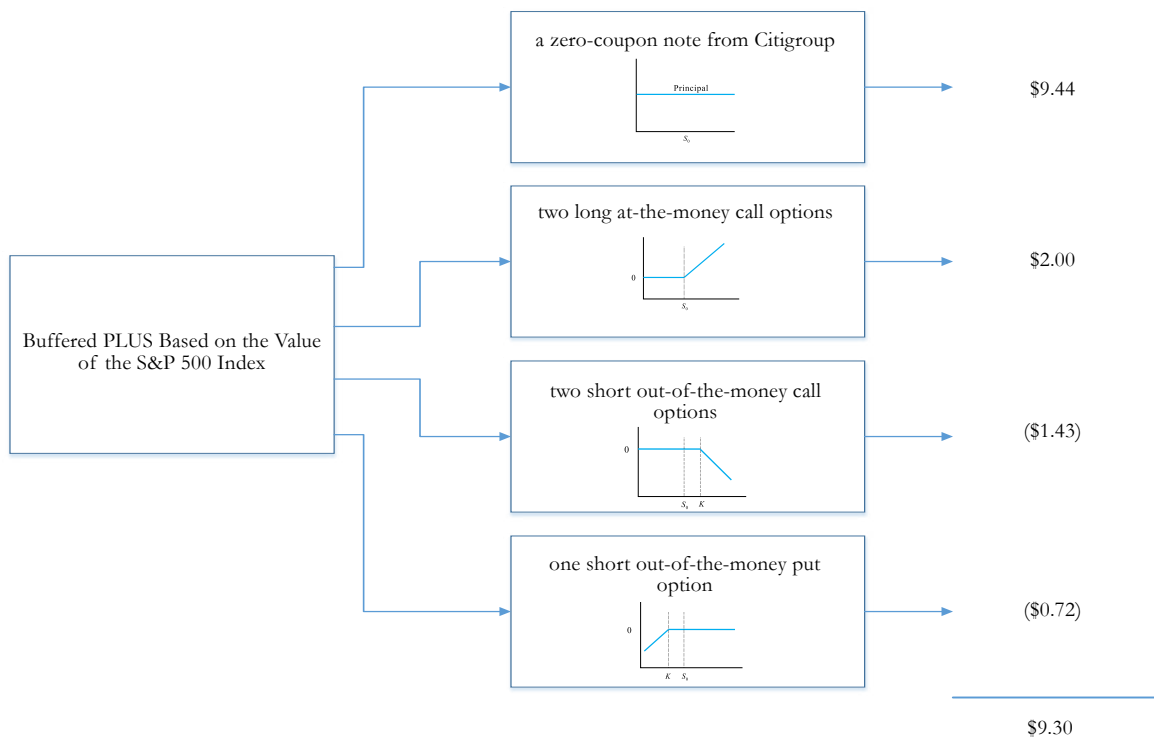 a zero-coupon note from Citigroup
Principal
S₀
$9.44
two long at-the-money call options
0
S₀
$2.00
Buffered PLUS Based on the Value
of the S&P 500 Index
two short out-of-the-money call
options
0
S₀ K
($1.43)
one short out-of-the-money put
option
0
K S₀
($0.72)
$9.30